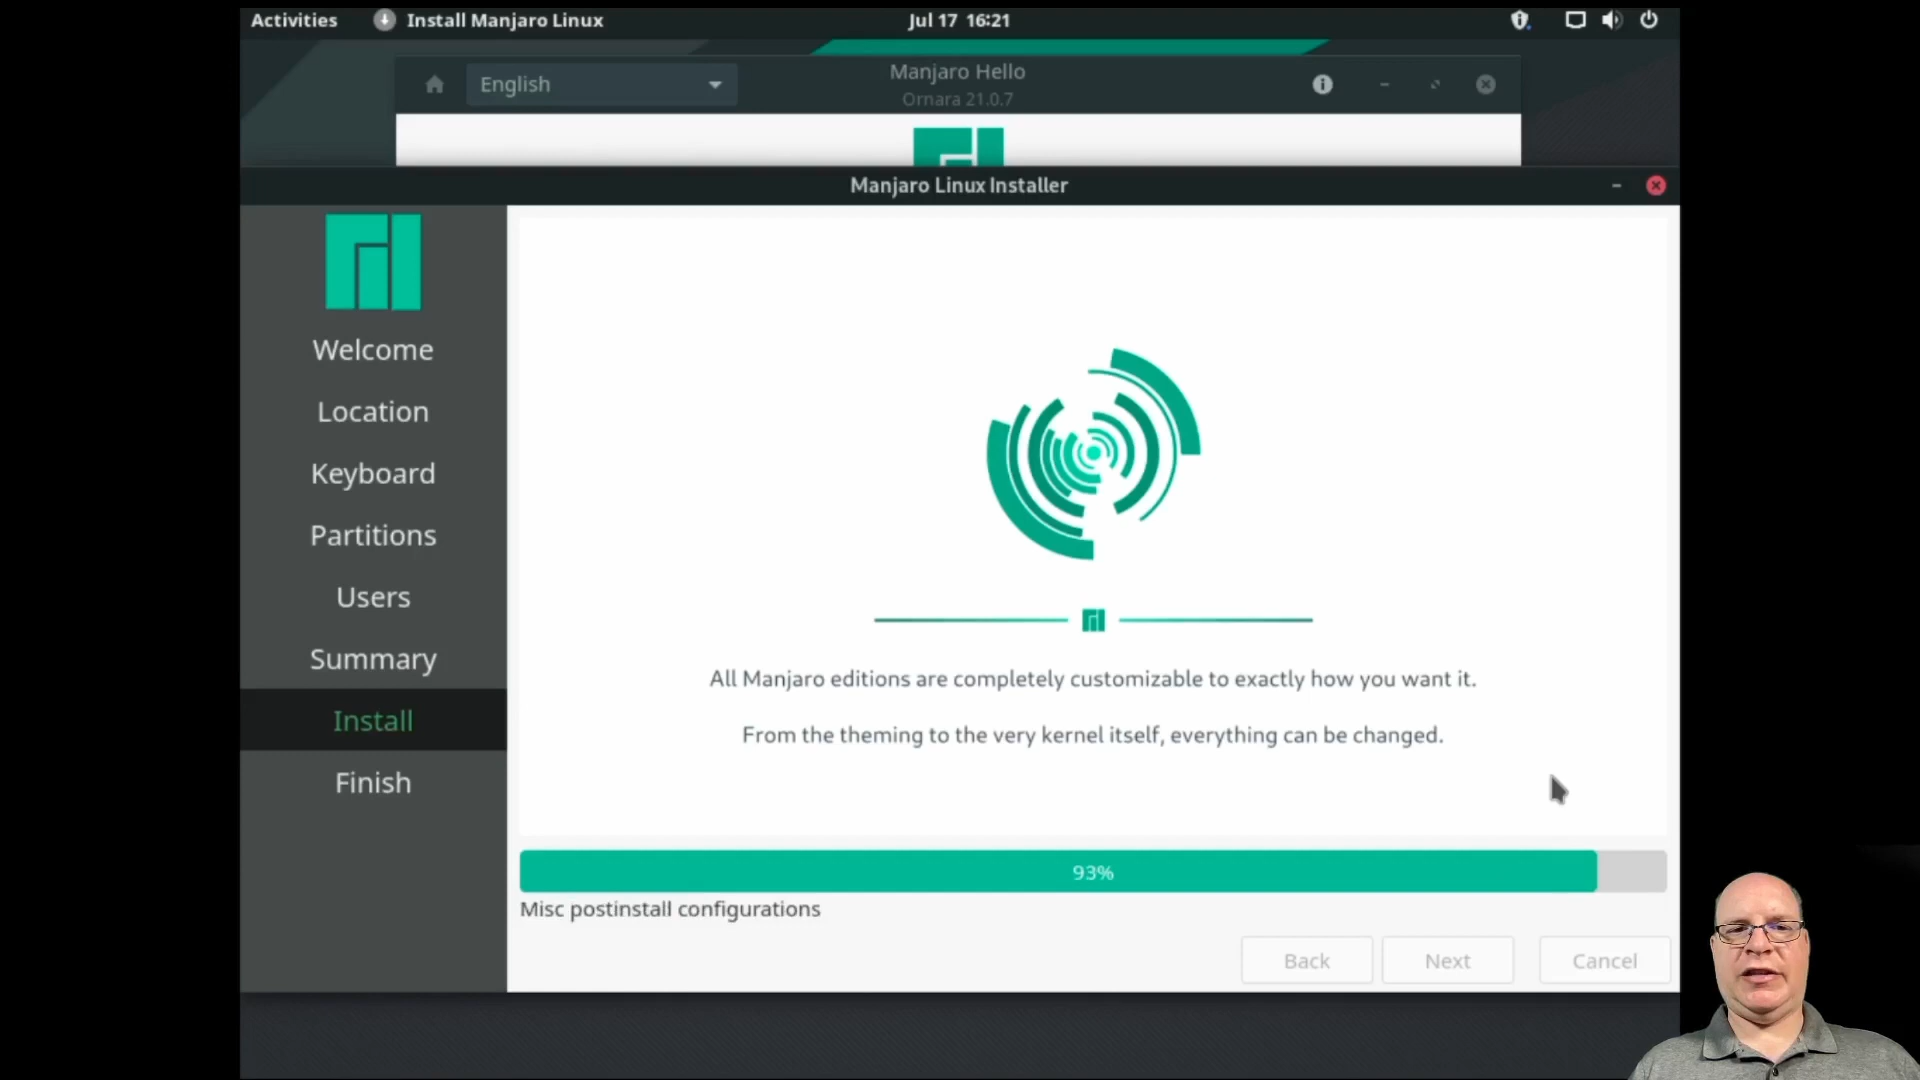 Activities Install Manjaro Linux Jul 17 16:21
English
Manjaro Hello
Ornara 21.0.7
Manjaro Linux Installer
Welcome
Location
Keyboard
Partitions
Users
Summary
Install
Finish
All Manjaro editions are completely customizable to exactly how you want it.
From the theming to the very kernel itself, everything can be changed.
93%
Misc postinstall configurations
Back Next Cancel